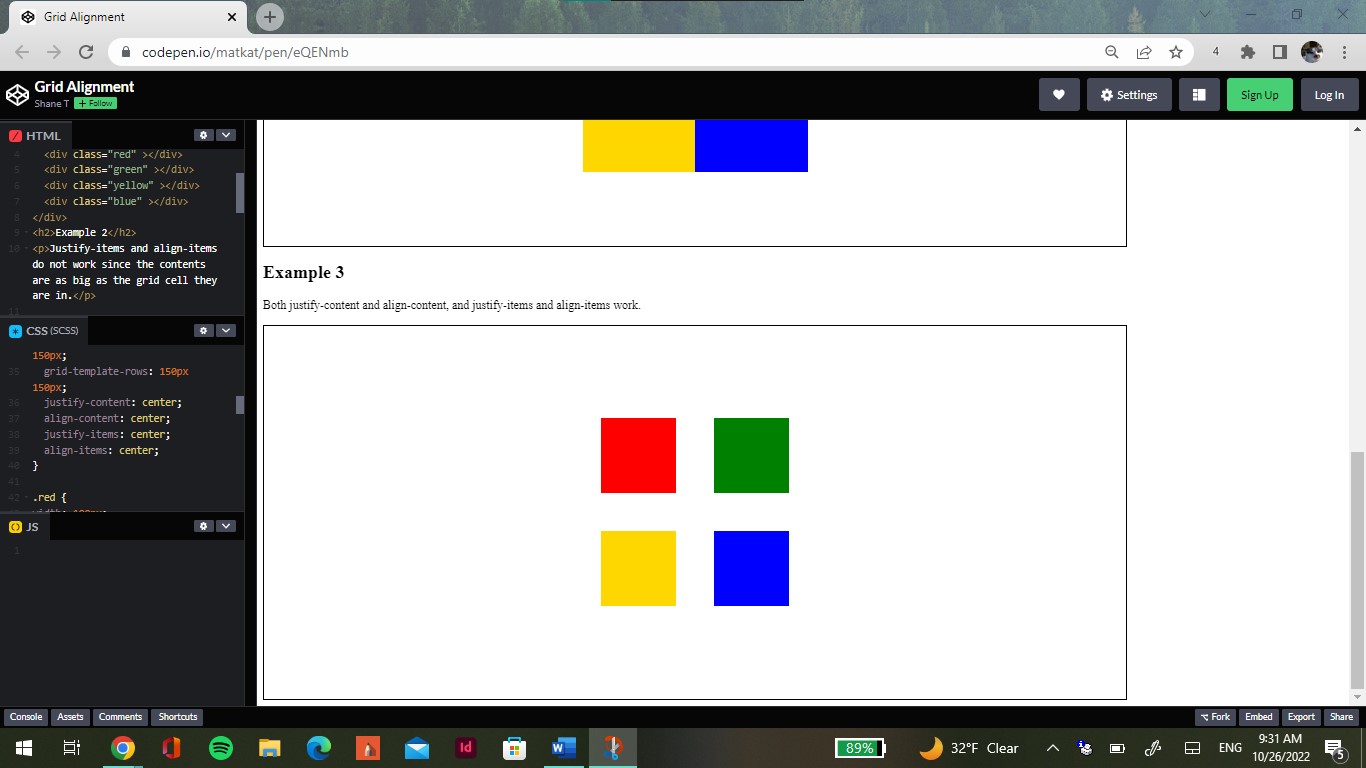 Grid Alignment
codepen.io/matkat/pen/eQENmb
4
Grid Alignment
Shane T + Follow
Settings
Sign Up
Log In
HTML
4 <div class="red" ></div>
5 <div class="green" ></div>
6 <div class="yellow" ></div>
7 <div class="blue" ></div>
8 </div>
9 <h2>Example 2</h2>
10 <p>Justify-items and align-items
do not work since the contents
are as big as the grid cell they
are in.</p>
11
CSS (SCSS)
150px;
35 grid-template-rows: 150px
150px;
36 justify-content: center;
37 align-content: center;
38 justify-items: center;
39 align-items: center;
40 }
41
42 .red {
JS
1
Example 3
Both justify-content and align-content, and justify-items and align-items work.
Console Assets Comments Shortcuts
Fork Embed Export Share
Id
W
89%
32°F Clear
ENG
9:31 AM
10/26/2022
5